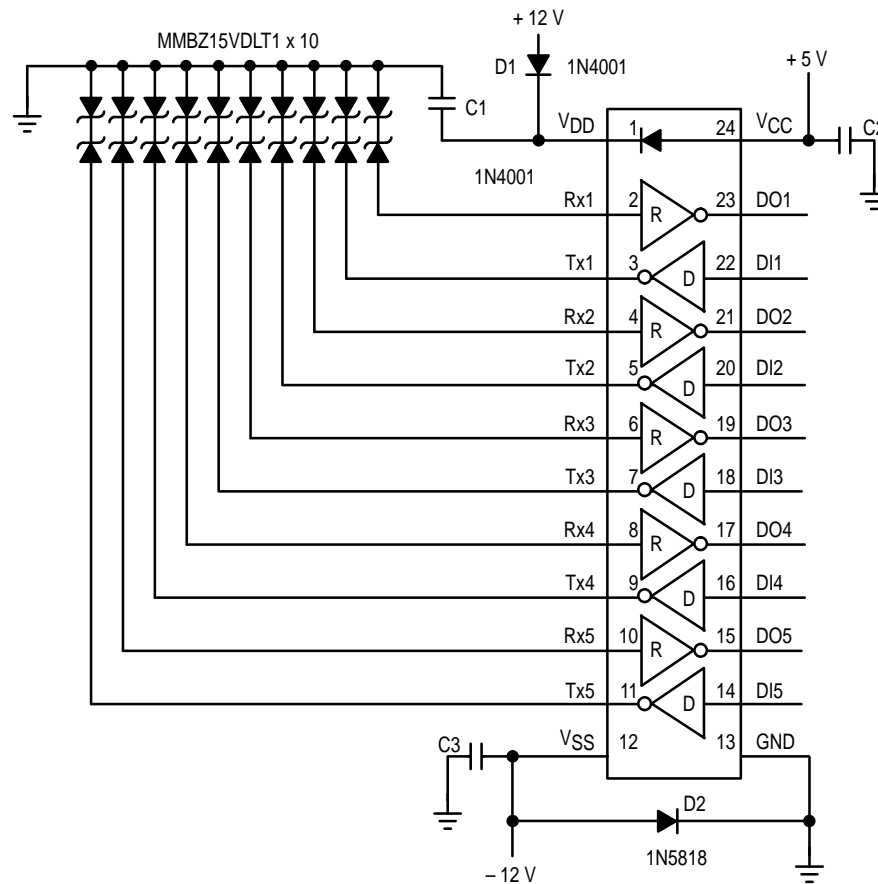 + 12 V
MMBZ15VDLT1 x 10
D1
1N4001
+ 5 V
C1
VDD
1
24
VCC
C2
1N4001
Rx1
2
R
23
DO1
Tx1
3
D
22
DI1
Rx2
4
R
21
DO2
Tx2
5
D
20
DI2
Rx3
6
R
19
DO3
Tx3
7
D
18
DI3
Rx4
8
R
17
DO4
Tx4
9
D
16
DI4
Rx5
10
R
15
DO5
Tx5
11
D
14
DI5
C3
VSS
12
13
GND
D2
1N5818
– 12 V